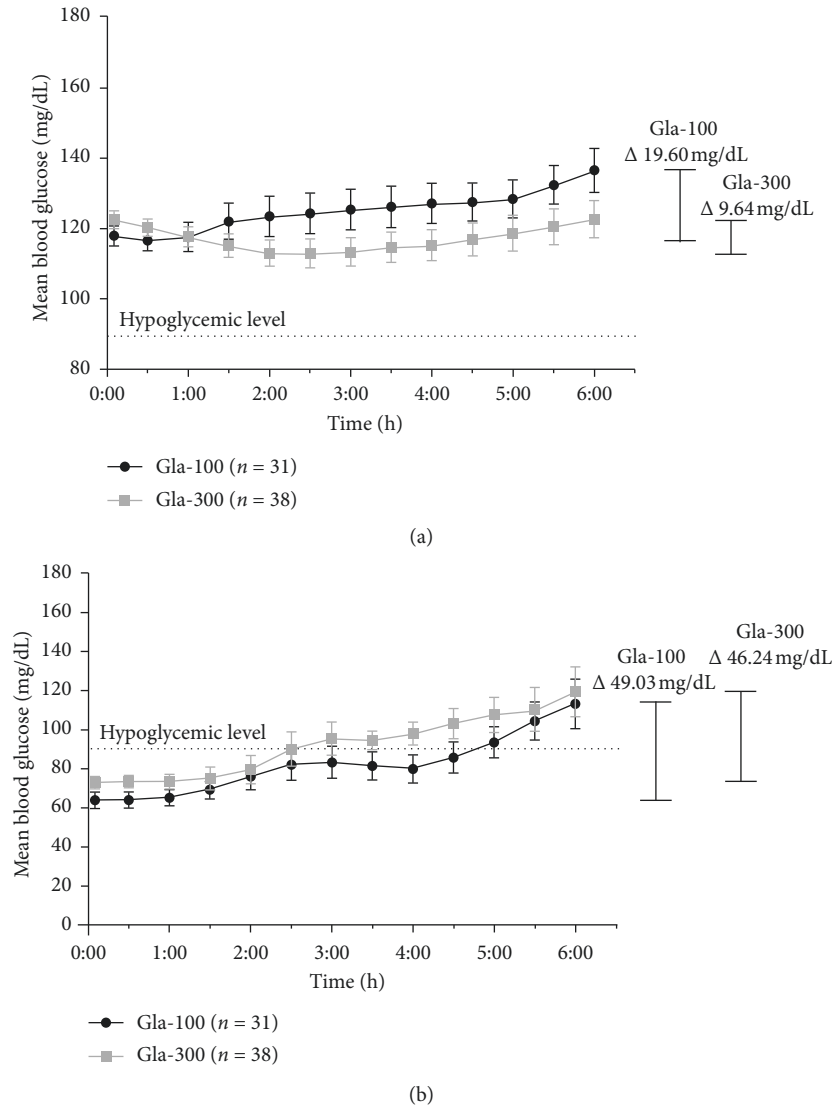 180
160
140
120
100
80
Mean blood glucose (mg/dL)
Hypoglycemic level
0:00 1:00 2:00 3:00 4:00 5:00 6:00
Time (h)
Gla-100
Δ 19.60 mg/dL
Gla-300
Δ 9.64 mg/dL
Gla-100 (n = 31)
Gla-300 (n = 38)
(a)
180
160
140
120
100
80
60
40
20
0
Mean blood glucose (mg/dL)
Hypoglycemic level
0:00 1:00 2:00 3:00 4:00 5:00 6:00
Time (h)
Gla-100
Δ 49.03 mg/dL
Gla-300
Δ 46.24 mg/dL
Gla-100 (n = 31)
Gla-300 (n = 38)
(b)